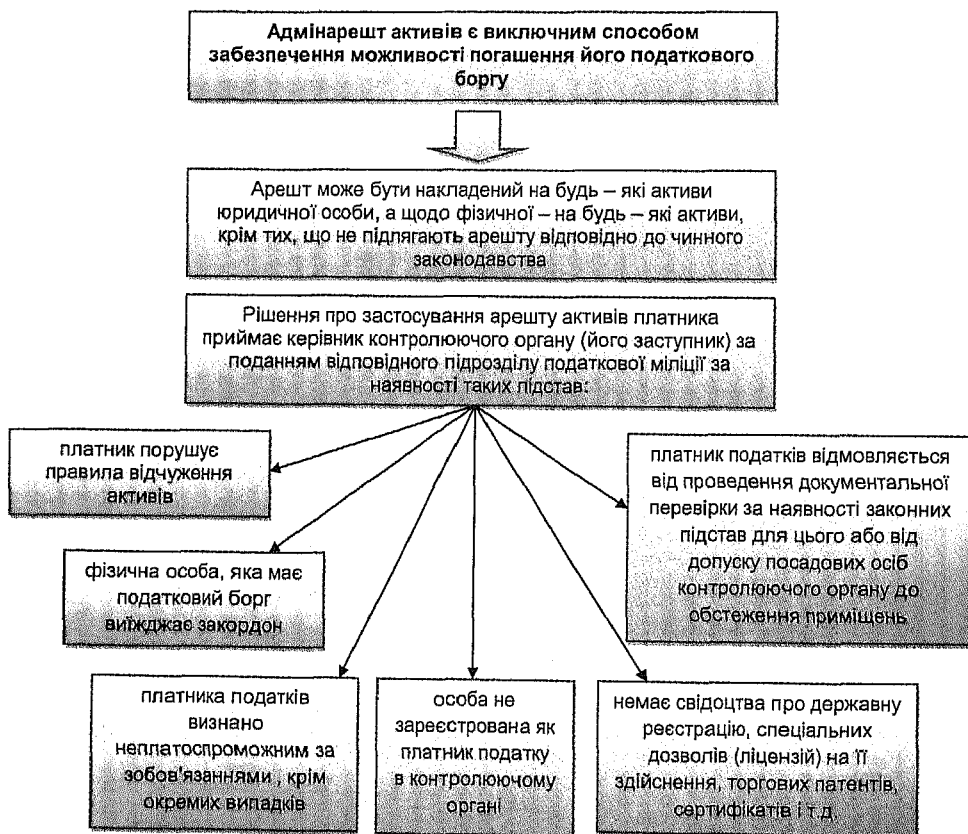 Адмінарешт активів є виключним способом
забезпечення можливості погашення його податкового
боргу
Арешт може бути накладений на будь – які активи
юридичної особи, а щодо фізичної – на будь – які активи,
крім тих, що не підлягають арешту відповідно до чинного
законодавства
Рішення про застосування арешту активів платника
приймає керівник контролюючого органу (його заступник) за
поданням відповідного підрозділу податкової міліції за
наявності таких підстав:
платник порушує
правила відчуження
активів
фізична особа, яка має
податковий борг
виїжджає закордон
платник податків відмовляється
від проведення документальної
перевірки за наявності законних
підстав для цього або від
допуску посадових осіб
контролюючого органу до
обстеження приміщень
платника податків
визнано
неплатоспроможним за
зобов'язаннями, крім
окремих випадків
особа не
зареєстрована як
платник податку
в контролюючому
органі
немає свідоцтва про державну
реєстрацію, спеціальних
дозволів (ліцензій) на її
здійснення, торгових патентів,
сертифікатів і т.д.